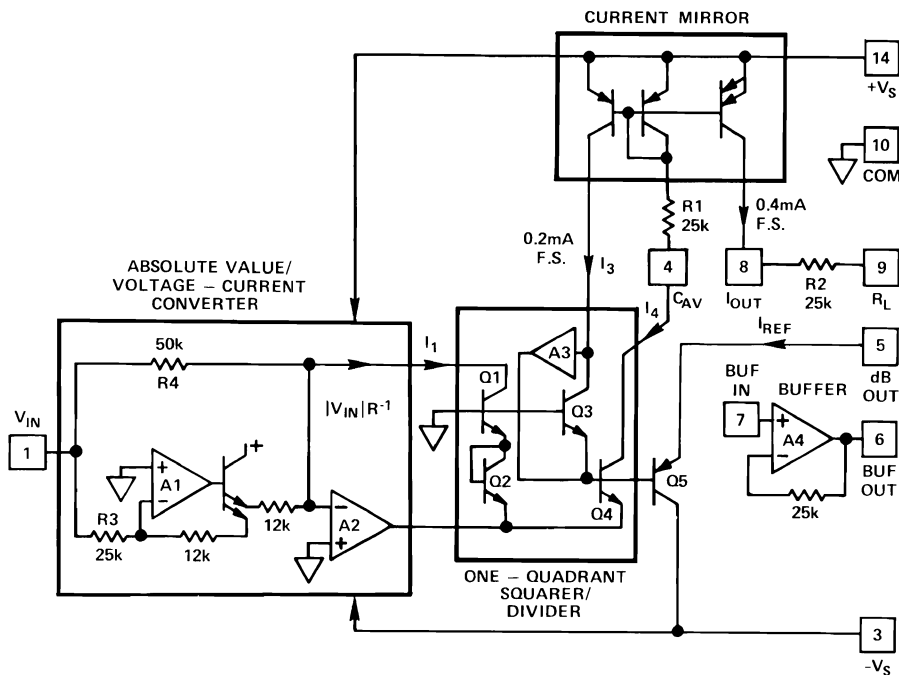 CURRENT MIRROR
14
+VS
10
COM
R1
25k
0.2mA
F.S.
0.4mA
F.S.
I3
4
CAV
8
IOUT
R2
25k
9
RL
ABSOLUTE VALUE/
VOLTAGE – CURRENT
CONVERTER
50k
R4
I1
|VIN|R-1
VIN
1
+
A1
–
+
R3
25k
12k
12k
–
A2
+
I4
A3
Q1
Q3
Q2
Q4
Q5
IREF
5
dB
OUT
BUF
IN
BUFFER
7
+
A4
–
25k
6
BUF
OUT
ONE – QUADRANT
SQUARER/
DIVIDER
3
-VS